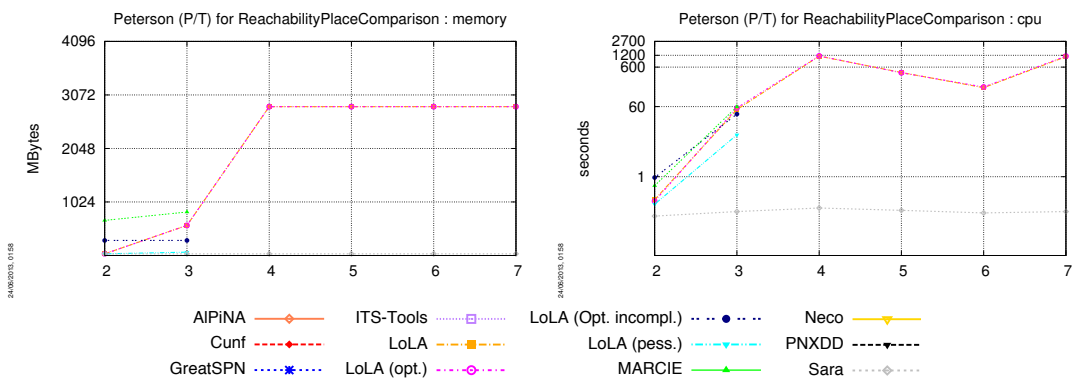 Peterson (P/T) for ReachabilityPlaceComparison : memory
4096
3072
2048
1024
MBytes
2 3 4 5 6 7
24/06/2013, 01:58
Peterson (P/T) for ReachabilityPlaceComparison : cpu
2700
1200
600
60
1
seconds
2 3 4 5 6 7
24/06/2013, 01:58
AlPiNA ITS-Tools LoLA (Opt. incompl.) Neco
Cunf LoLA LoLA (pess.) PNXDD
GreatSPN LoLA (opt.) MARCIE Sara